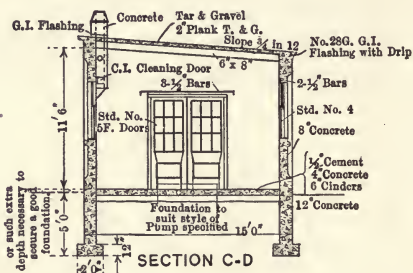 Concrete
G.I. Flashing
Tar & Gravel
2" Plank T. & G.
Slope 3/4 in 12
6" x 8"
No. 28G. G.I.
Flashing with Drip
C.I. Cleaning Door
3-1/2" Bars
2-1/2" Bars
Std. No.
5F. Doors
Std. No. 4
8" Concrete
11' 6"
1/2" Cement
4" Concrete
6" Cinders
12" Concrete
or such extra
depth necessary to
secure a good
foundation.
5' 0"
Foundation to
suit style of
Pump specified
15' 0"
12"
2' 0"
SECTION C-D